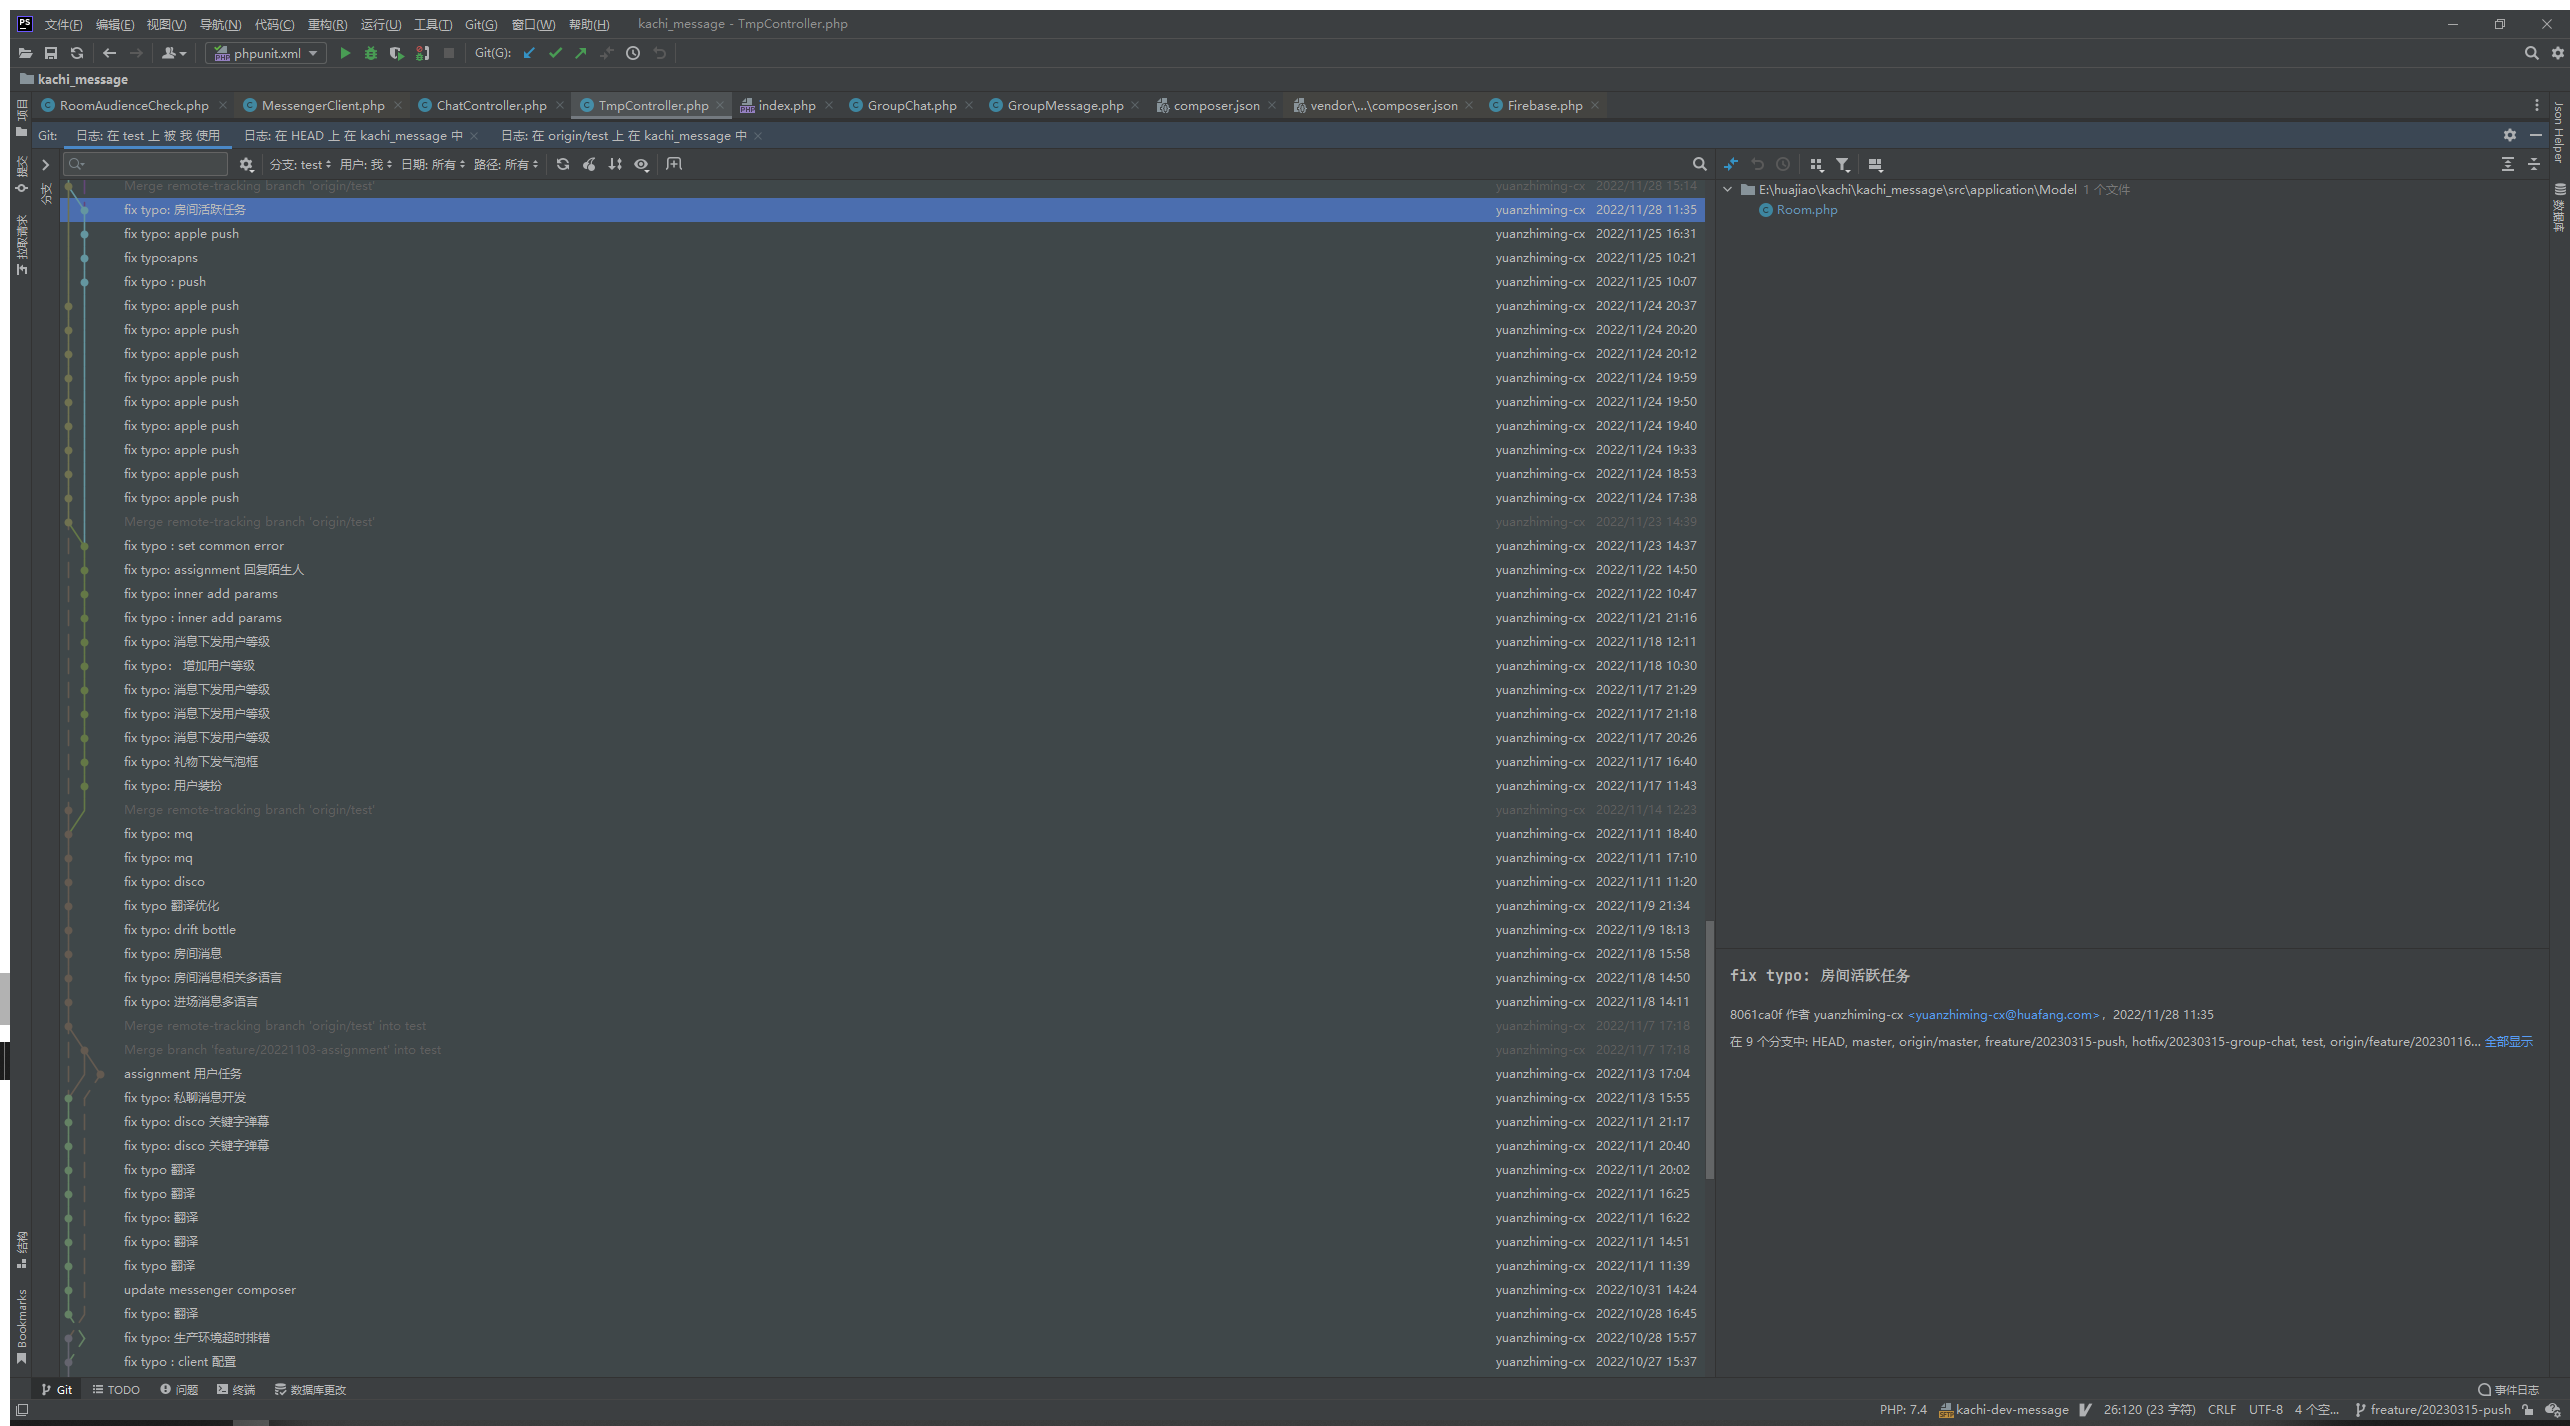 PS 文件(F) 编辑(E) 视图(V) 导航(N) 代码(C) 重构(R) 运行(U) 工具(T) Git(G) 窗口(W) 帮助(H) kachi_message - TmpController.php
phpunit.xml Git(G):
kachi_message
RoomAudienceCheck.php MessengerClient.php ChatController.php TmpController.php index.php GroupChat.php GroupMessage.php composer.json vendor\...\composer.json Firebase.php
Git: 日志: 在 test 上 被 我 使用 日志: 在 HEAD 上 在 kachi_message 中 日志: 在 origin/test 上 在 kachi_message 中
分支: test 用户: 我 日期: 所有 路径: 所有
项目
提交
拉取请求
分支
结构
Bookmarks
Merge remote-tracking branch 'origin/test' yuanzhiming-cx 2022/11/28 15:14
fix typo: 房间活跃任务 yuanzhiming-cx 2022/11/28 11:35
fix typo: apple push yuanzhiming-cx 2022/11/25 16:31
fix typo:apns yuanzhiming-cx 2022/11/25 10:21
fix typo : push yuanzhiming-cx 2022/11/25 10:07
fix typo: apple push yuanzhiming-cx 2022/11/24 20:37
fix typo: apple push yuanzhiming-cx 2022/11/24 20:20
fix typo: apple push yuanzhiming-cx 2022/11/24 20:12
fix typo: apple push yuanzhiming-cx 2022/11/24 19:59
fix typo: apple push yuanzhiming-cx 2022/11/24 19:50
fix typo: apple push yuanzhiming-cx 2022/11/24 19:40
fix typo: apple push yuanzhiming-cx 2022/11/24 19:33
fix typo: apple push yuanzhiming-cx 2022/11/24 18:53
fix typo: apple push yuanzhiming-cx 2022/11/24 17:38
Merge remote-tracking branch 'origin/test' yuanzhiming-cx 2022/11/23 14:39
fix typo : set common error yuanzhiming-cx 2022/11/23 14:37
fix typo: assignment 回复陌生人 yuanzhiming-cx 2022/11/22 14:50
fix typo: inner add params yuanzhiming-cx 2022/11/22 10:47
fix typo : inner add params yuanzhiming-cx 2022/11/21 21:16
fix typo: 消息下发用户等级 yuanzhiming-cx 2022/11/18 12:11
fix typo： 增加用户等级 yuanzhiming-cx 2022/11/18 10:30
fix typo: 消息下发用户等级 yuanzhiming-cx 2022/11/17 21:29
fix typo: 消息下发用户等级 yuanzhiming-cx 2022/11/17 21:18
fix typo: 消息下发用户等级 yuanzhiming-cx 2022/11/17 20:26
fix typo: 礼物下发气泡框 yuanzhiming-cx 2022/11/17 16:40
fix typo: 用户装扮 yuanzhiming-cx 2022/11/17 11:43
Merge remote-tracking branch 'origin/test' yuanzhiming-cx 2022/11/14 12:23
fix typo: mq yuanzhiming-cx 2022/11/11 18:40
fix typo: mq yuanzhiming-cx 2022/11/11 17:10
fix typo: disco yuanzhiming-cx 2022/11/11 11:20
fix typo 翻译优化 yuanzhiming-cx 2022/11/9 21:34
fix typo: drift bottle yuanzhiming-cx 2022/11/9 18:13
fix typo: 房间消息 yuanzhiming-cx 2022/11/8 15:58
fix typo: 房间消息相关多语言 yuanzhiming-cx 2022/11/8 14:50
fix typo: 进场消息多语言 yuanzhiming-cx 2022/11/8 14:11
Merge remote-tracking branch 'origin/test' into test yuanzhiming-cx 2022/11/7 17:18
Merge branch 'feature/20221103-assignment' into test yuanzhiming-cx 2022/11/7 17:18
assignment 用户任务 yuanzhiming-cx 2022/11/3 17:04
fix typo: 私聊消息开发 yuanzhiming-cx 2022/11/3 15:55
fix typo: disco 关键字弹幕 yuanzhiming-cx 2022/11/1 21:17
fix typo: disco 关键字弹幕 yuanzhiming-cx 2022/11/1 20:40
fix typo 翻译 yuanzhiming-cx 2022/11/1 20:02
fix typo 翻译 yuanzhiming-cx 2022/11/1 16:25
fix typo: 翻译 yuanzhiming-cx 2022/11/1 16:22
fix typo: 翻译 yuanzhiming-cx 2022/11/1 14:51
fix typo 翻译 yuanzhiming-cx 2022/11/1 11:39
update messenger composer yuanzhiming-cx 2022/10/31 14:24
fix typo: 翻译 yuanzhiming-cx 2022/10/28 16:45
fix typo: 生产环境超时排错 yuanzhiming-cx 2022/10/28 15:57
fix typo : client 配置 yuanzhiming-cx 2022/10/27 15:37
E:\huajiao\kachi\kachi_message\src\application\Model 1 个文件
Room.php
fix typo: 房间活跃任务
8061ca0f 作者 yuanzhiming-cx <yuanzhiming-cx@huafang.com>，2022/11/28 11:35
在 9 个分支中: HEAD, master, origin/master, freature/20230315-push, hotfix/20230315-group-chat, test, origin/feature/20230116... 全部显示
Json Helper
数据库
Git TODO 问题 终端 数据库更改 事件日志
PHP: 7.4 kachi-dev-message 26:120 (23 字符) CRLF UTF-8 4 个空... freature/20230315-push